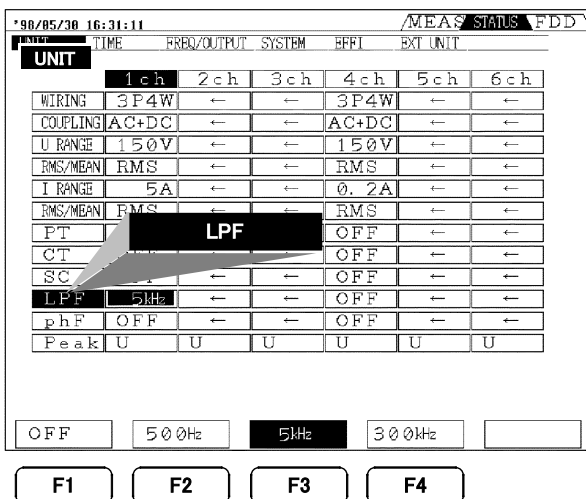 '98/05/30 16:31:11 MEAS STATUS FDD
UNIT TIME FREQ/OUTPUT SYSTEM EFFI EXT UNIT
UNIT
1ch 2ch 3ch 4ch 5ch 6ch
WIRING 3P4W ← ← 3P4W ← ←
COUPLING AC+DC ← ← AC+DC ← ←
U RANGE 150V ← ← 150V ← ←
RMS/MEAN RMS ← ← RMS ← ←
I RANGE 5A ← ← 0.2A ← ←
RMS/MEAN RMS ← ← RMS ← ←
PT LPF OFF ← ←
CT OFF ← ←
SC ← ← OFF ← ←
LPF 5kHz ← ← OFF ← ←
phF OFF ← ← OFF ← ←
Peak U U U U U U
OFF 500Hz 5kHz 300kHz
F1 F2 F3 F4